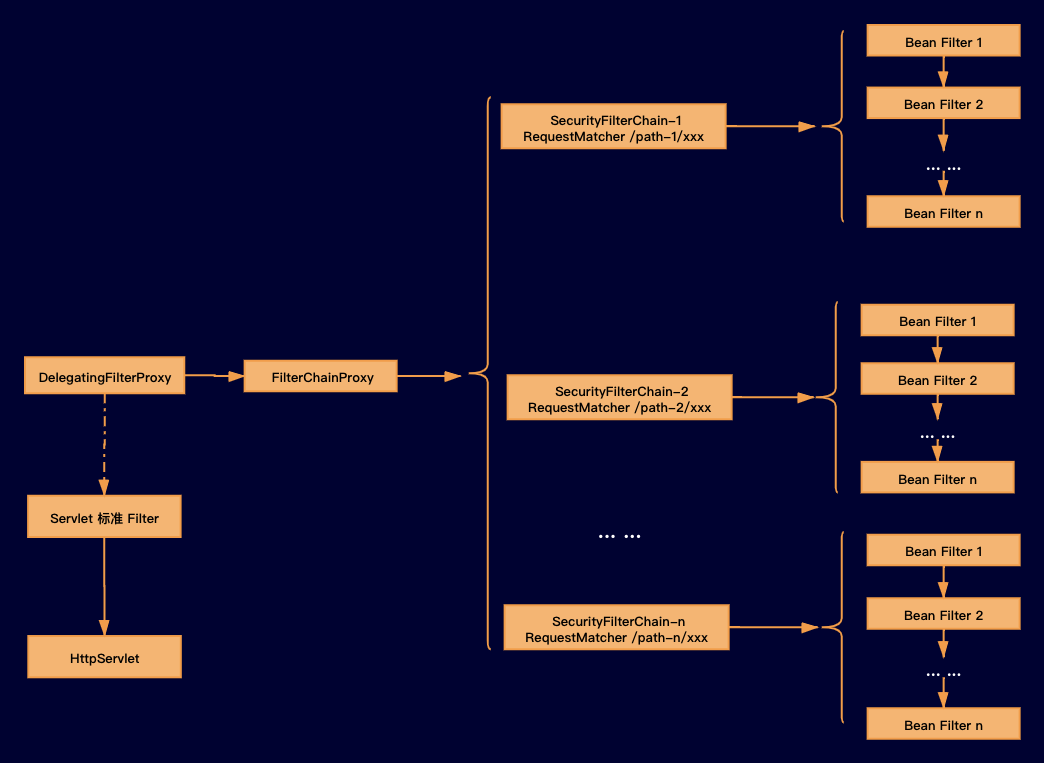 DelegatingFilterProxy
Servlet 标准 Filter
HttpServlet
FilterChainProxy
SecurityFilterChain-1
RequestMatcher /path-1/xxx
Bean Filter 1
Bean Filter 2
... ...
Bean Filter n
SecurityFilterChain-2
RequestMatcher /path-2/xxx
Bean Filter 1
Bean Filter 2
... ...
Bean Filter n
... ...
SecurityFilterChain-n
RequestMatcher /path-n/xxx
Bean Filter 1
Bean Filter 2
... ...
Bean Filter n